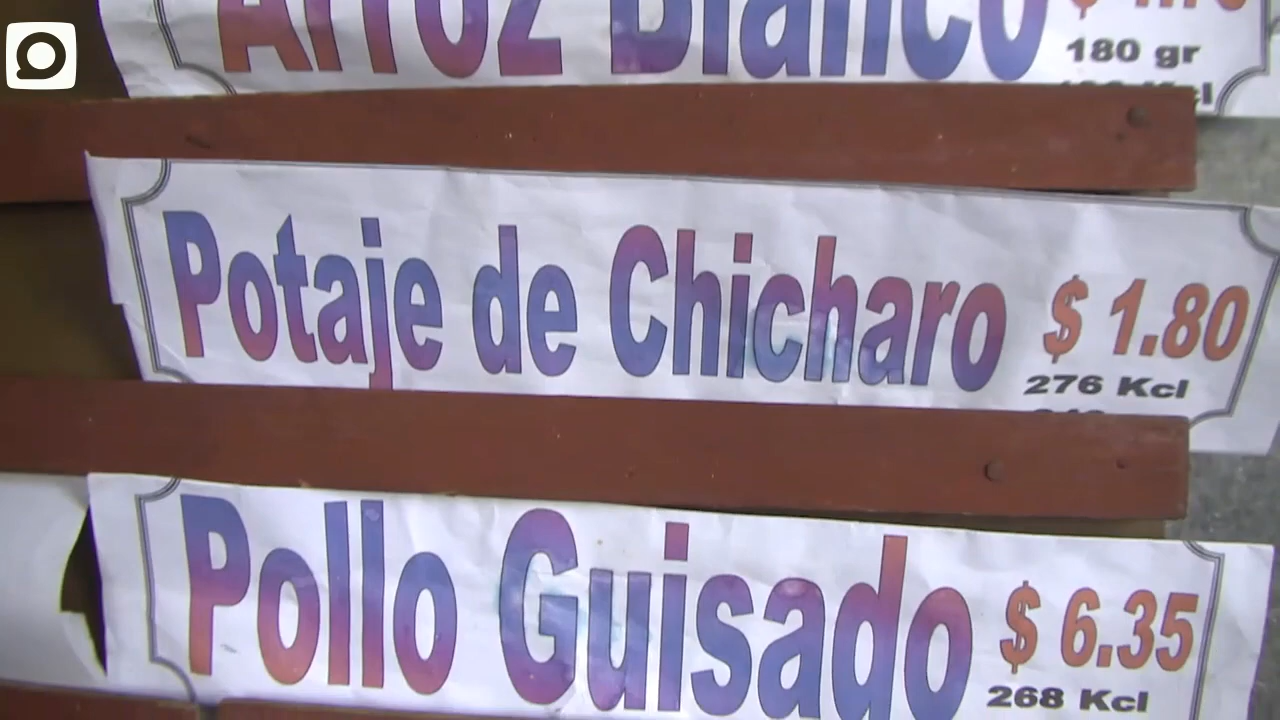 Arroz Blanco
180 gr
Potaje de Chicharo $ 1.80
276 Kcl
Pollo Guisado $ 6.35
268 Kcl